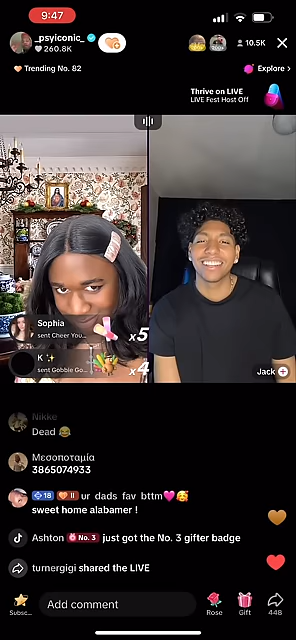 9:47
_psyiconic_
260.8K
10.5K
Trending No. 82
Explore >
Thrive on LIVE
LIVE Fest Host Off
Sophia
sent Cheer You...
x5
K ✨
sent Gobble Go...
x4
Jack
Nikke
Dead 😂
Μεσοποταμία
3865074933
18 II ur dads fav bttm💖🥰
sweet home alabamer !
Ashton No. 3 just got the No. 3 gifter badge
turnergigi shared the LIVE
Subsc...
Add comment
Rose
Gift
448